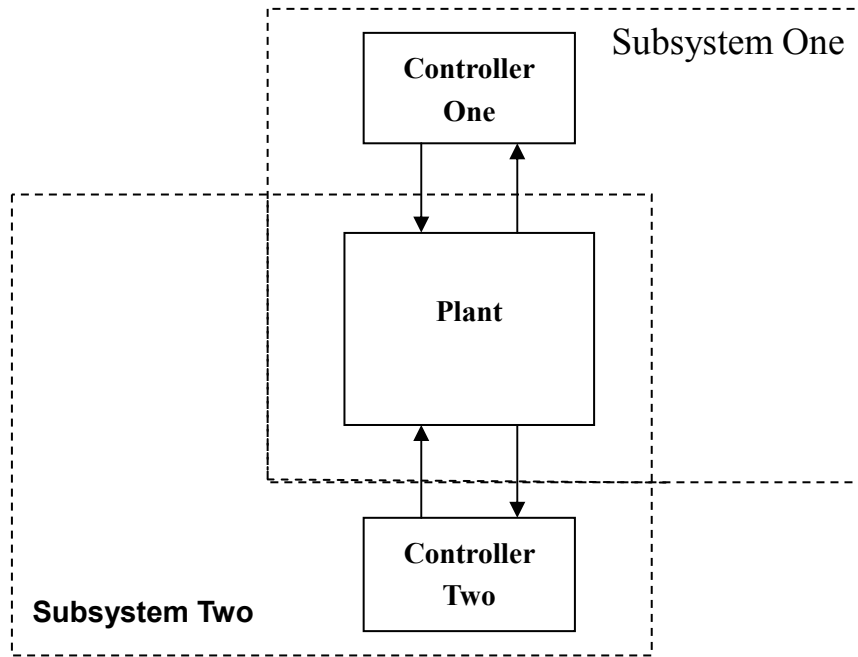 Subsystem One
Controller
One
Plant
Controller
Two
Subsystem Two